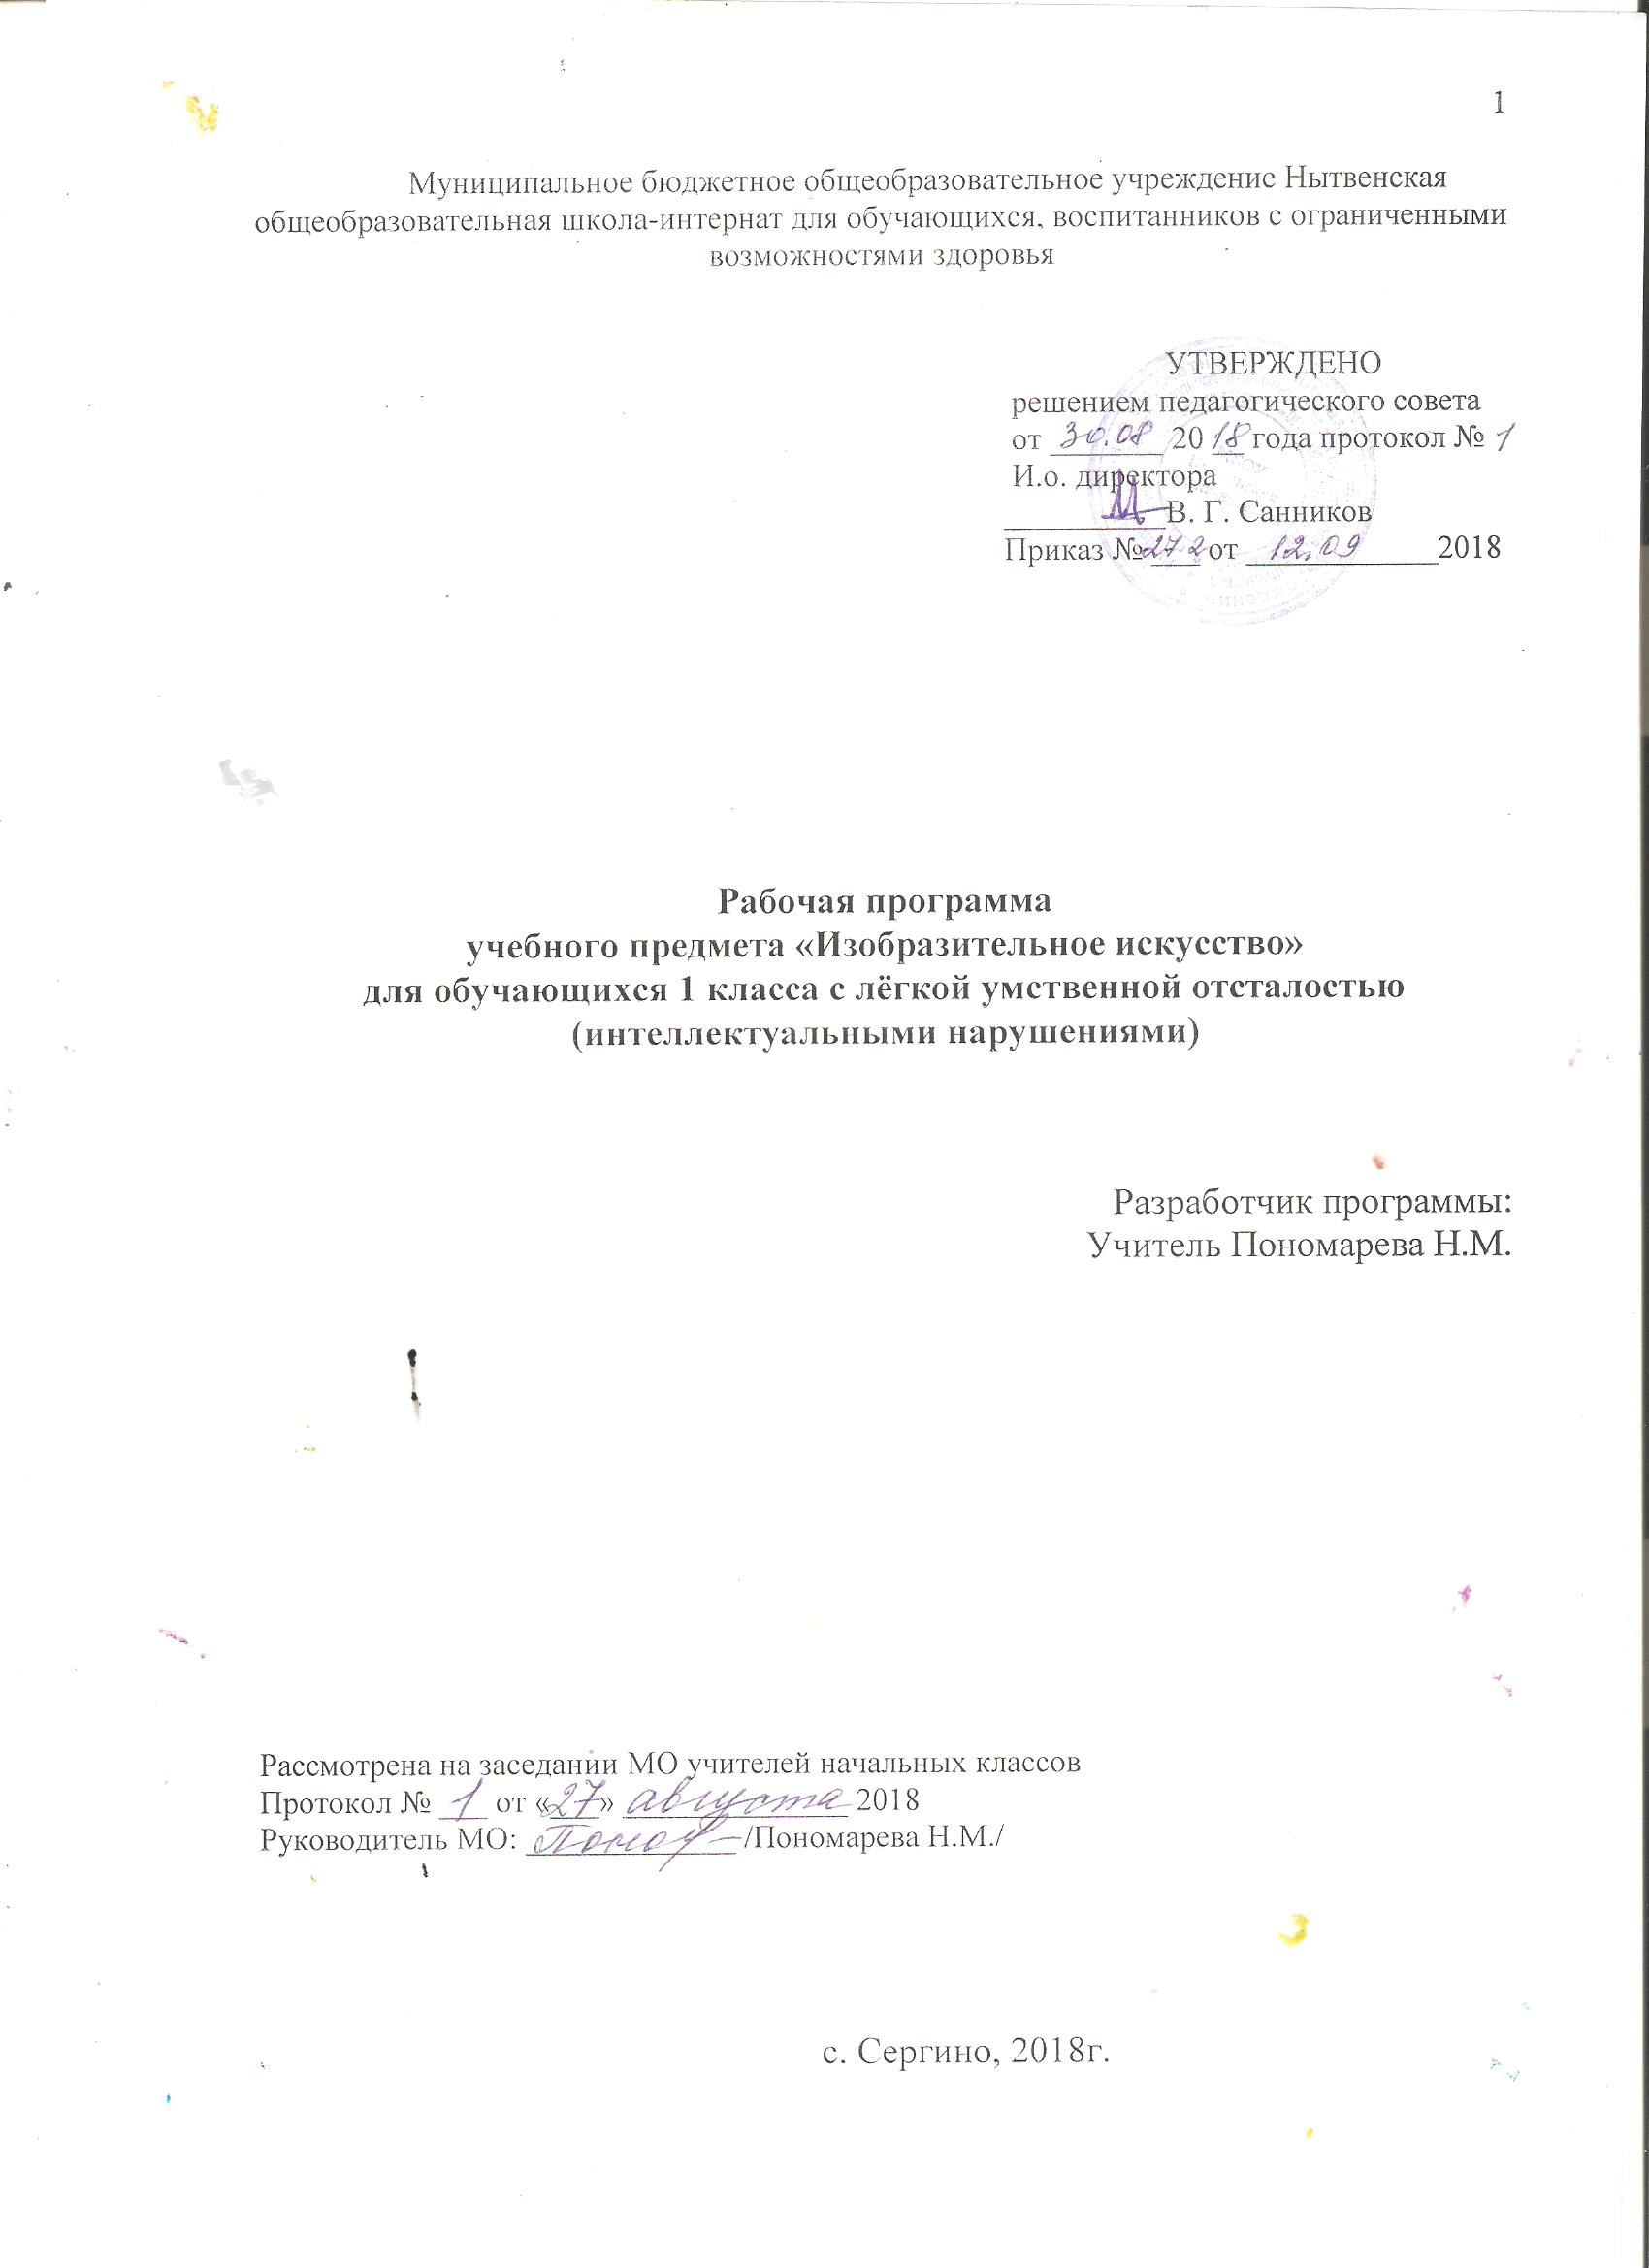 1
Муниципальное бюджетное общеобразовательное учреждение Нытвенская
общеобразовательная школа-интернат для обучающихся, воспитанников с ограниченными
возможностями здоровья
УТВЕРЖДЕНО
решением педагогического совета
от 30.08 2018 года протокол № 1
И.о. директора
В. Г. Санников
Приказ № 272 от 12.09 2018
Рабочая программа
учебного предмета «Изобразительное искусство»
для обучающихся 1 класса с лёгкой умственной отсталостью
(интеллектуальными нарушениями)
Разработчик программы:
Учитель Пономарева Н.М.
Рассмотрена на заседании МО учителей начальных классов
Протокол № 1 от «27» августа 2018
Руководитель МО: /Пономарева Н.М./
с. Сергино, 2018г.